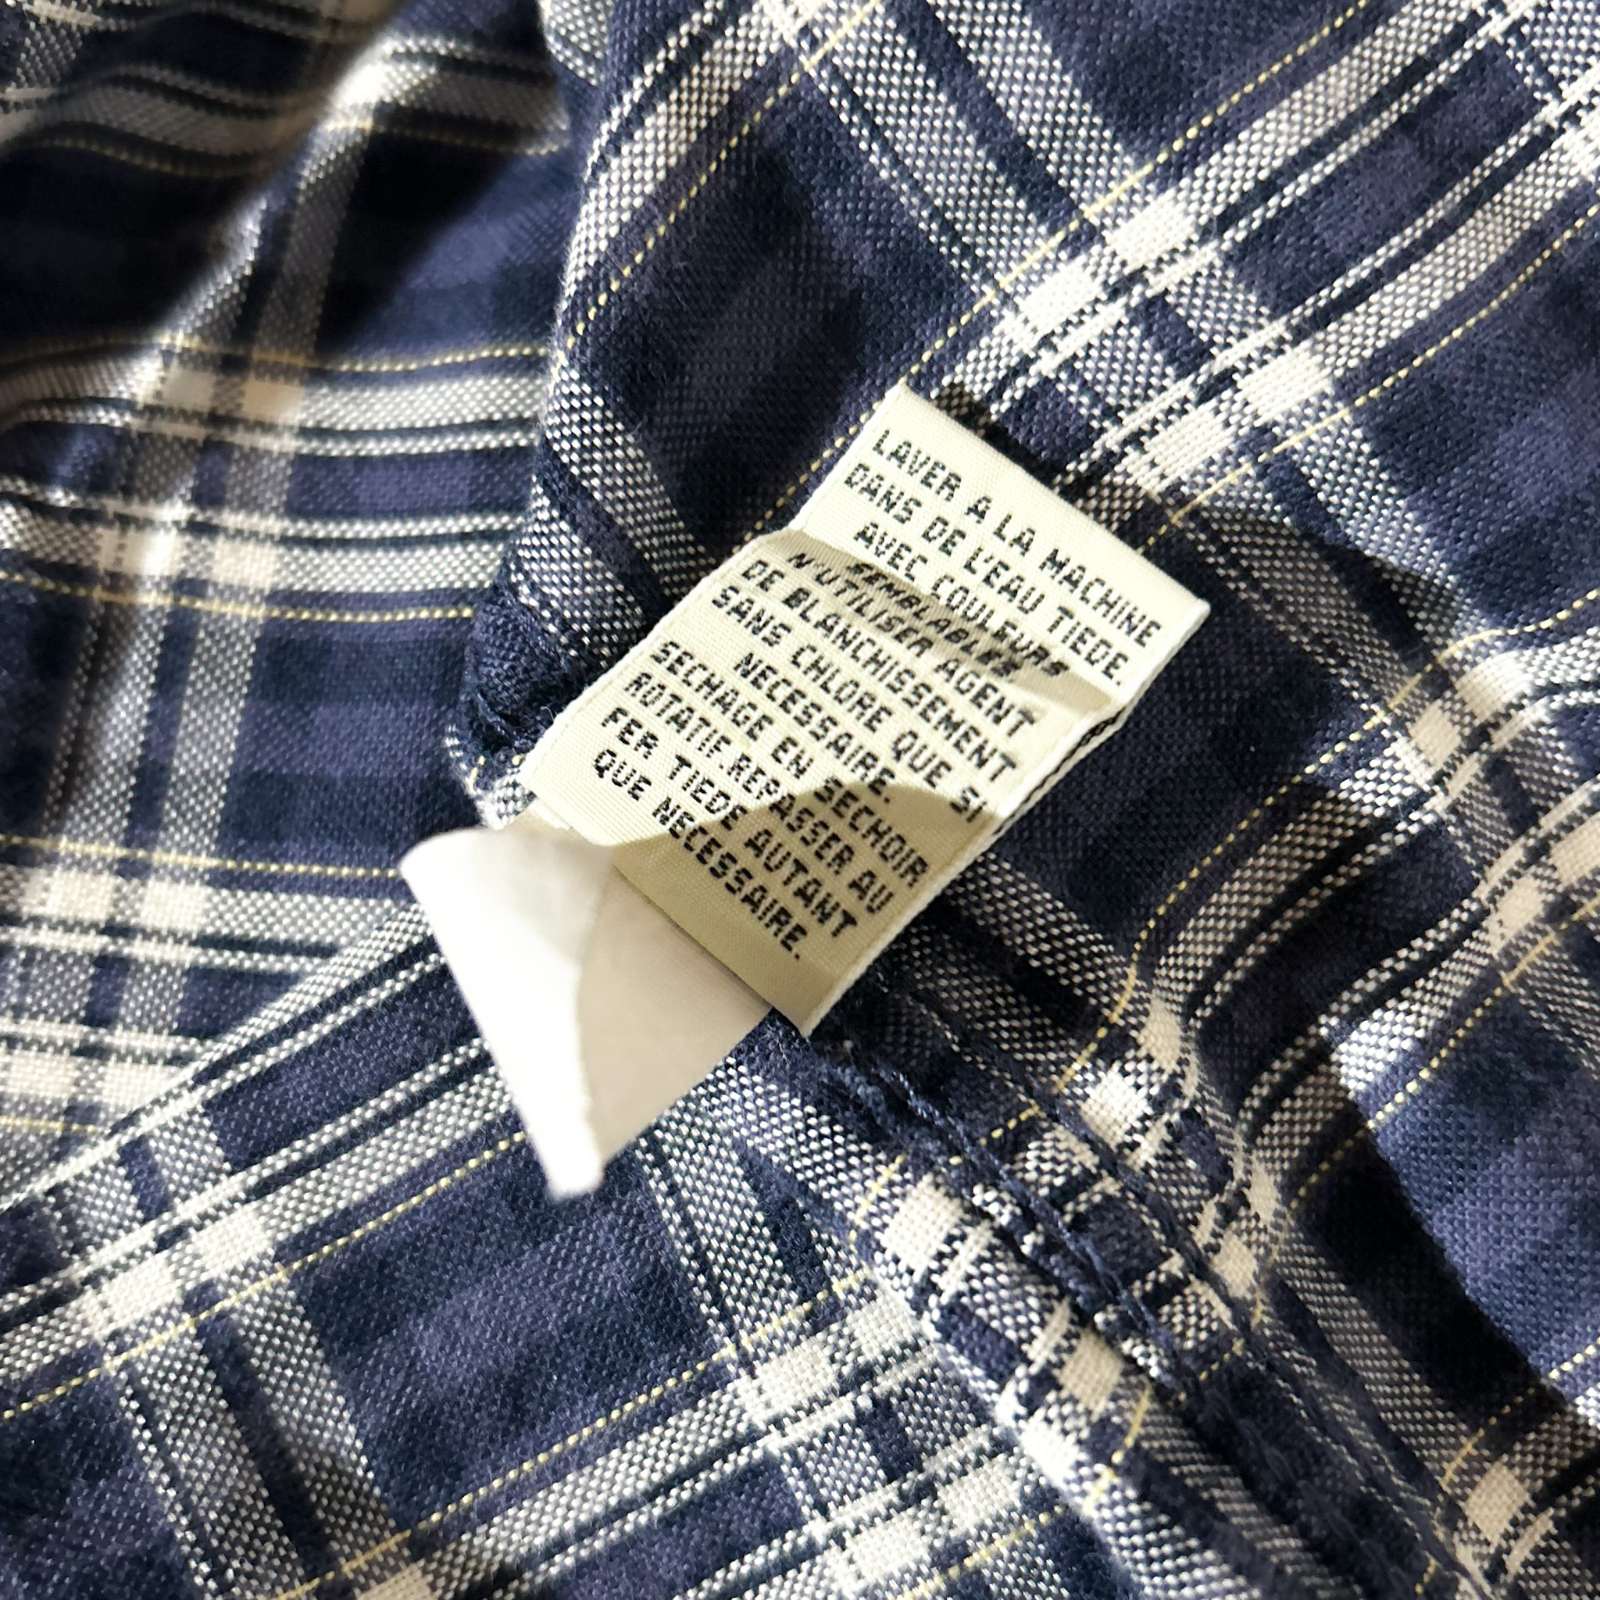 LAVER A LA MACHINE
DANS DE L'EAU TIEDE.
AVEC COULEURS
SEMBLABLES
N'UTILISER AGENT
DE BLANCHISSEMENT
SANS CHLORE QUE SI
NECESSAIRE.
SECHAGE EN SECHOIR
ROTATIF.REPASSER AU
FER TIEDE AUTANT
QUE NECESSAIRE.